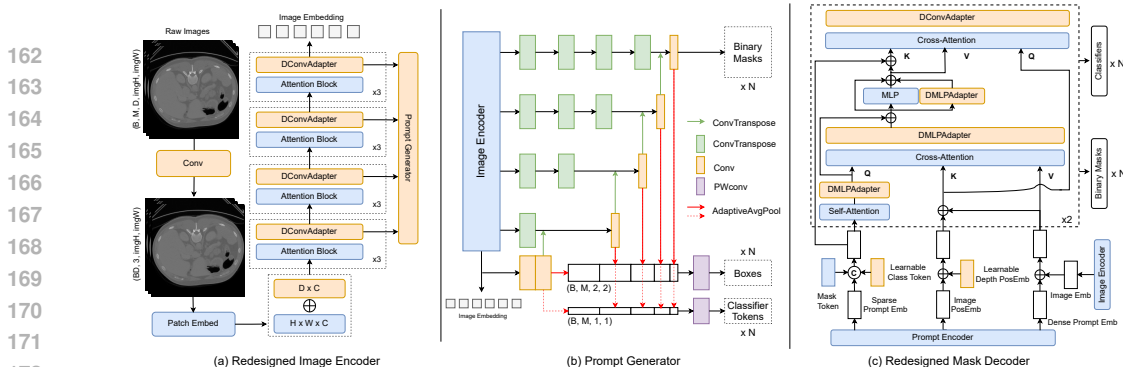 162
163
164
165
166
167
168
169
170
171
Raw Images
(B, M, D, imgH, imgW)
Conv
(BD, 3, imgH, imgW)
Patch Embed
Image Embedding
DConvAdapter
Attention Block
x3
DConvAdapter
Attention Block
x3
DConvAdapter
Attention Block
x3
DConvAdapter
Attention Block
x3
D x C
H x W x C
Prompt Generator
(a) Redesigned Image Encoder
Image Encoder
Image Embedding
Binary
Masks
x N
ConvTranspose
ConvTranspose
Conv
PWconv
AdaptiveAvgPool
x N
(B, M, 2, 2)
Boxes
(B, M, 1, 1)
Classifier
Tokens
x N
(b) Prompt Generator
DConvAdapter
Cross-Attention
K
V
Q
MLP
DMLPAdapter
DMLPAdapter
Cross-Attention
Q
K
V
DMLPAdapter
Self-Attention
x2
Classifiers
x N
Binary Masks
x N
C
Mask
Token
Learnable
Class Token
Sparse
Prompt Emb
Learnable
Depth PosEmb
Image
PosEmb
Image Emb
Image Encoder
Dense Prompt Emb
Prompt Encoder
(c) Redesigned Mask Decoder